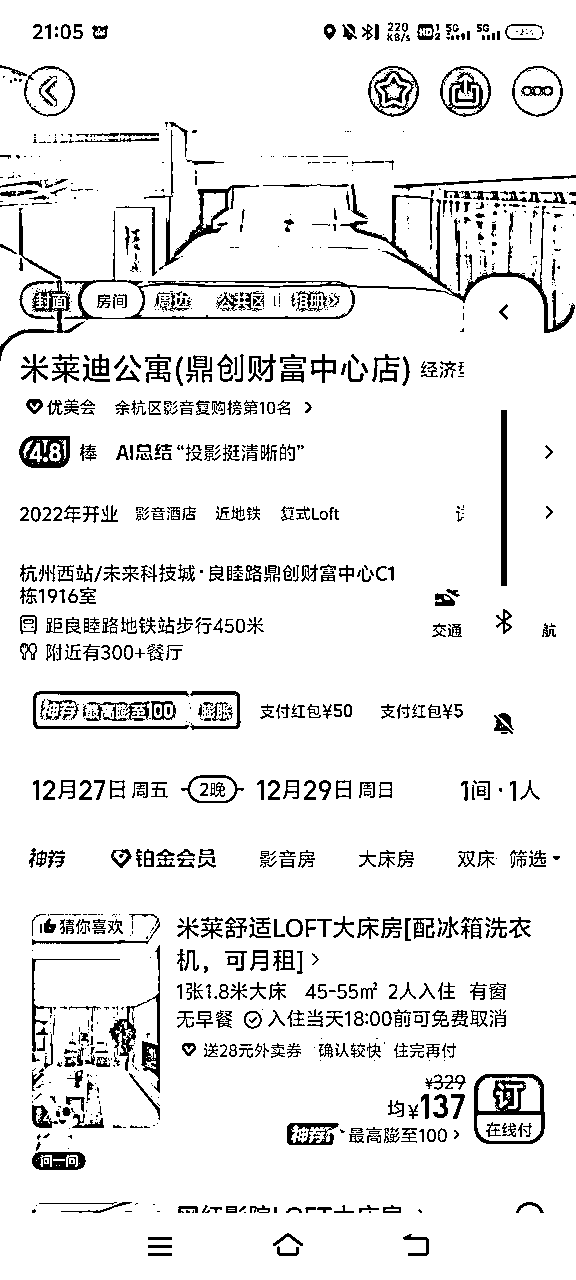 21:05 220 KB/s HD 1 2 5G 5G
封面 房间 周边 公共区 相册
米莱迪公寓(鼎创财富中心店) 经济型
优美会 余杭区影音复购榜第10名
4.8 棒 AI总结 “投影挺清晰的”
2022年开业 影音酒店 近地铁 复式Loft
杭州西站/未来科技城·良睦路鼎创财富中心C1
栋1916室
距良睦路地铁站步行450米
附近有300+餐厅
交通 航
神券 最高膨至100 膨胀 支付红包¥50 支付红包¥5
12月27日 周五 2晚 12月29日 周日 1间·1人
神券 铂金会员 影音房 大床房 双床 筛选
猜你喜欢
米莱舒适LOFT大床房[配冰箱洗衣
机，可月租]
1张1.8米大床 45-55㎡ 2人入住 有窗
无早餐 入住当天18:00前可免费取消
送28元外卖券 确认较快 住完再付
¥329
均¥137
订
在线付
神券 最高膨至100
问一问
网红影院LOFT大床房